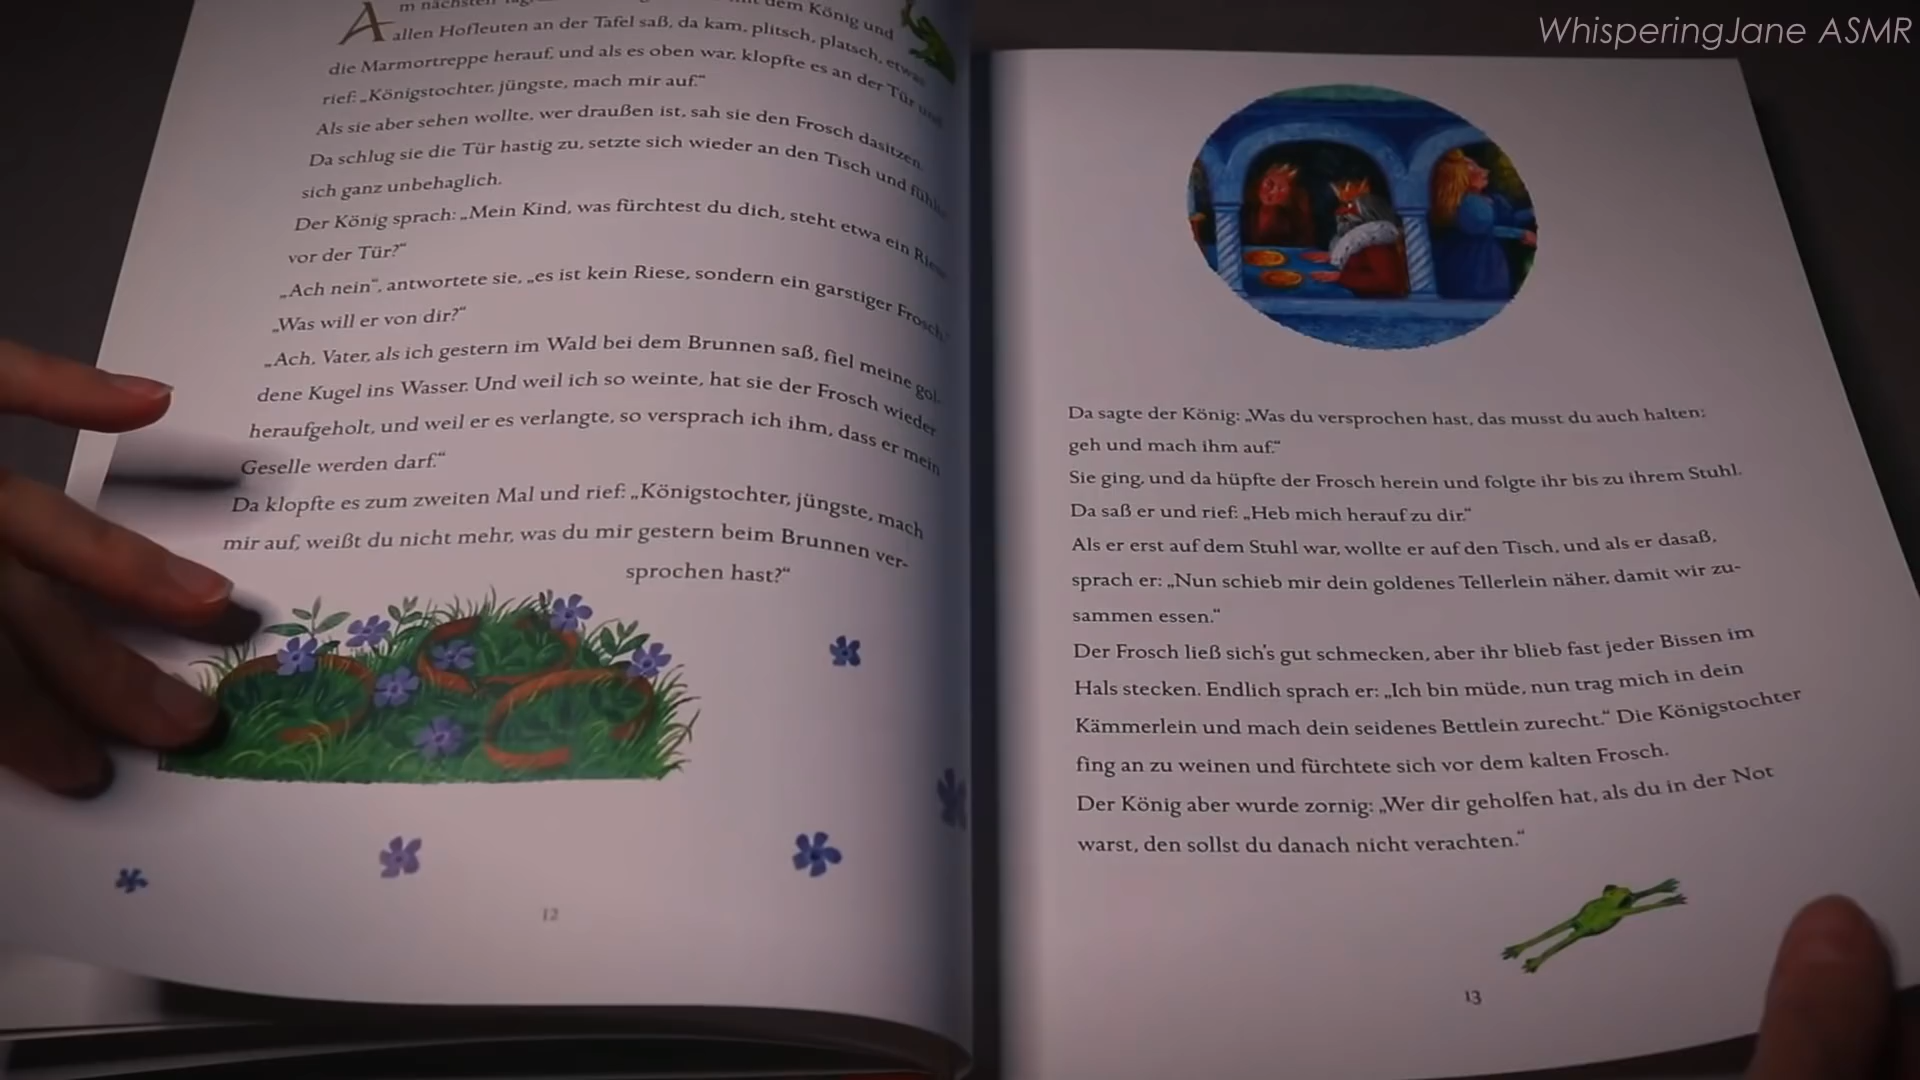 WhisperingJane ASMR
Am nächsten dem König und
allen Hofleuten an der Tafel saß, da kam, plitsch, platsch, etwas
die Marmortreppe herauf, und als es oben war, klopfte es an der Tür und
rief: „Königstochter, jüngste, mach mir auf.“
Als sie aber sehen wollte, wer draußen ist, sah sie den Frosch dasitzen.
Da schlug sie die Tür hastig zu, setzte sich wieder an den Tisch und
sich ganz unbehaglich.
Der König sprach: „Mein Kind, was fürchtest du dich, steht etwa ein
vor der Tür?“
„Ach nein“, antwortete sie, „es ist kein Riese, sondern ein garstiger Frosch.“
„Was will er von dir?“
„Ach, Vater, als ich gestern im Wald bei dem Brunnen saß, fiel meine gol-
dene Kugel ins Wasser. Und weil ich so weinte, hat sie der Frosch wieder
heraufgeholt, und weil er es verlangte, so versprach ich ihm, dass er mein
Geselle werden darf.“
Da klopfte es zum zweiten Mal und rief: „Königstochter, jüngste, mach
mir auf, weißt du nicht mehr, was du mir gestern beim Brunnen ver-
sprochen hast?“
12
Da sagte der König: „Was du versprochen hast, das musst du auch halten;
geh und mach ihm auf.“
Sie ging, und da hüpfte der Frosch herein und folgte ihr bis zu ihrem Stuhl.
Da saß er und rief: „Heb mich herauf zu dir.“
Als er erst auf dem Stuhl war, wollte er auf den Tisch, und als er dasaß,
sprach er: „Nun schieb mir dein goldenes Tellerlein näher, damit wir zu-
sammen essen.“
Der Frosch ließ sich's gut schmecken, aber ihr blieb fast jeder Bissen im
Hals stecken. Endlich sprach er: „Ich bin müde, nun trag mich in dein
Kämmerlein und mach dein seidenes Bettlein zurecht.“ Die Königstochter
fing an zu weinen und fürchtete sich vor dem kalten Frosch.
Der König aber wurde zornig: „Wer dir geholfen hat, als du in der Not
warst, den sollst du danach nicht verachten.“
13